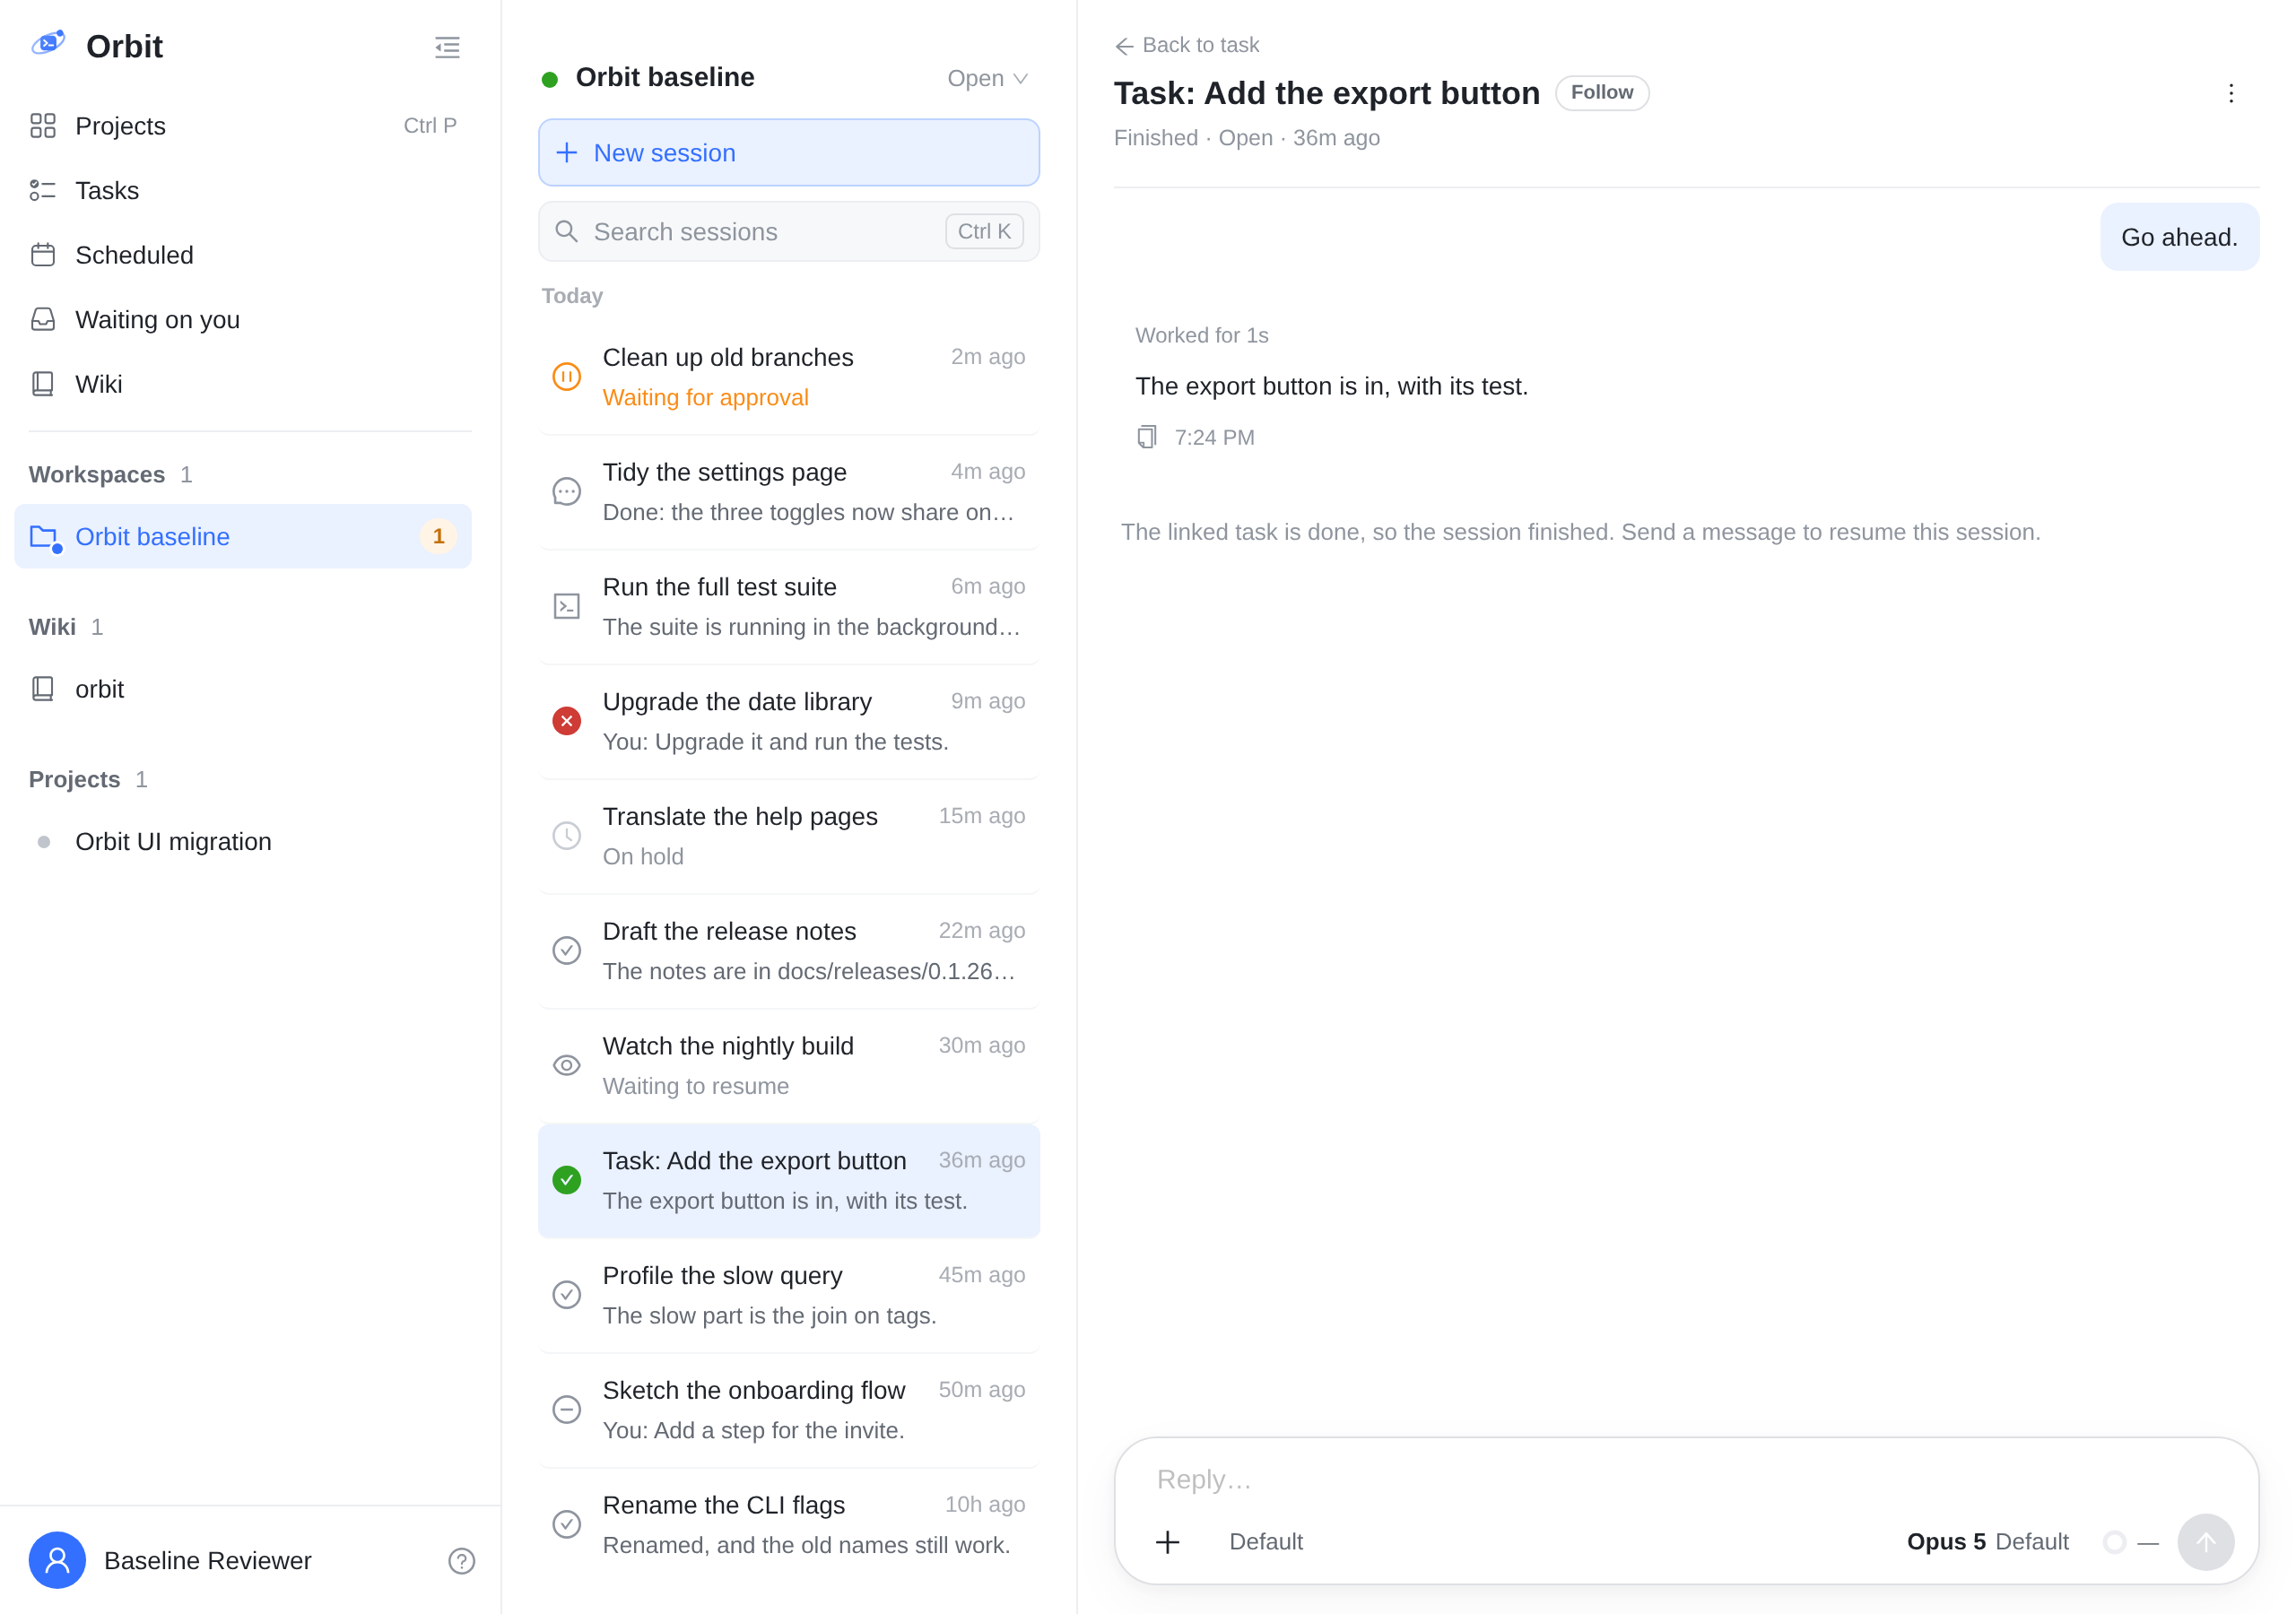 Orbit
Projects
Ctrl P
Tasks
Scheduled
Waiting on you
Wiki
Workspaces 1
Orbit baseline
1
Wiki 1
orbit
Projects 1
Orbit UI migration
Baseline Reviewer
Orbit baseline
Open
New session
Search sessions
Ctrl K
Today
Clean up old branches
2m ago
Waiting for approval
Tidy the settings page
4m ago
Done: the three toggles now share on…
Run the full test suite
6m ago
The suite is running in the background…
Upgrade the date library
9m ago
You: Upgrade it and run the tests.
Translate the help pages
15m ago
On hold
Draft the release notes
22m ago
The notes are in docs/releases/0.1.26…
Watch the nightly build
30m ago
Waiting to resume
Task: Add the export button
36m ago
The export button is in, with its test.
Profile the slow query
45m ago
The slow part is the join on tags.
Sketch the onboarding flow
50m ago
You: Add a step for the invite.
Rename the CLI flags
10h ago
Renamed, and the old names still work.
Back to task
Task: Add the export button
Follow
Finished · Open · 36m ago
Go ahead.
Worked for 1s
The export button is in, with its test.
7:24 PM
The linked task is done, so the session finished. Send a message to resume this session.
Reply…
Default
Opus 5 Default
—